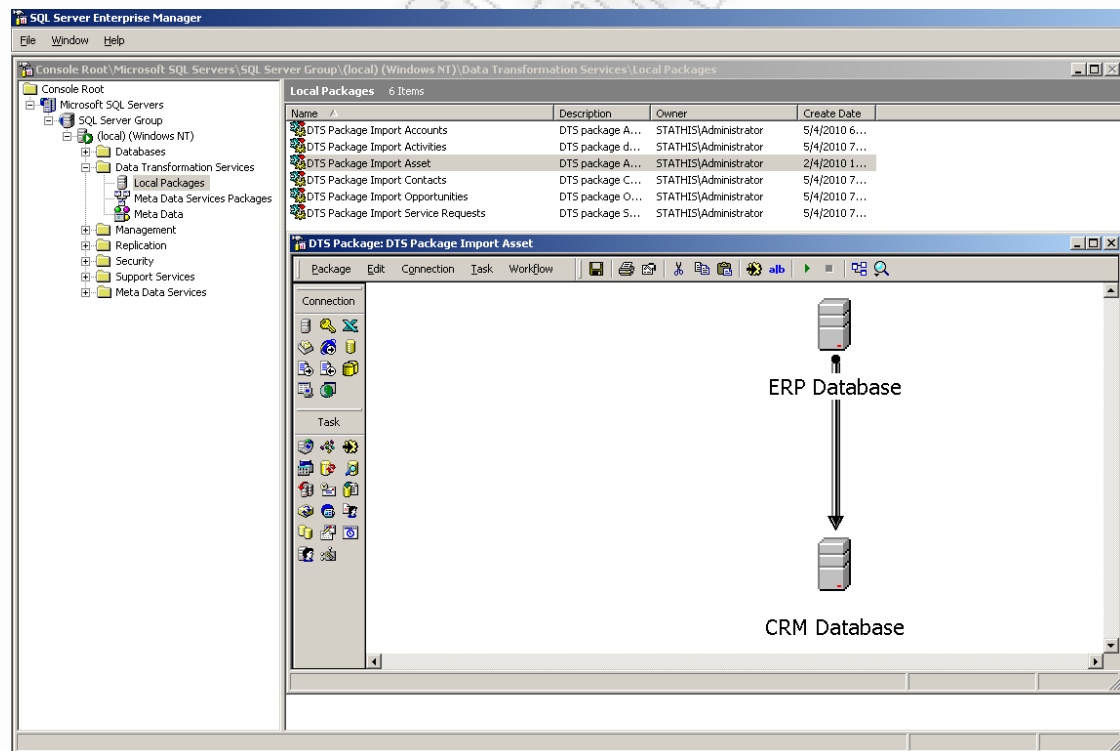 SQL Server Enterprise Manager
File Window Help
Console Root\Microsoft SQL Servers\SQL Server Group\(local) (Windows NT)\Data Transformation Services\Local Packages
Console Root
Microsoft SQL Servers
SQL Server Group
(local) (Windows NT)
Databases
Data Transformation Services
Local Packages
Meta Data Services Packages
Meta Data
Management
Replication
Security
Support Services
Meta Data Services
Local Packages 6 Items
Name Description Owner Create Date
DTS Package Import Accounts DTS package A... STATHIS\Administrator 5/4/2010 6...
DTS Package Import Activities DTS package d... STATHIS\Administrator 5/4/2010 7...
DTS Package Import Asset DTS package A... STATHIS\Administrator 2/4/2010 1...
DTS Package Import Contacts DTS package C... STATHIS\Administrator 5/4/2010 7...
DTS Package Import Opportunities DTS package O... STATHIS\Administrator 5/4/2010 7...
DTS Package Import Service Requests DTS package S... STATHIS\Administrator 5/4/2010 7...
DTS Package: DTS Package Import Asset
Package Edit Connection Task Workflow alb
Connection
Task
ERP Database
CRM Database